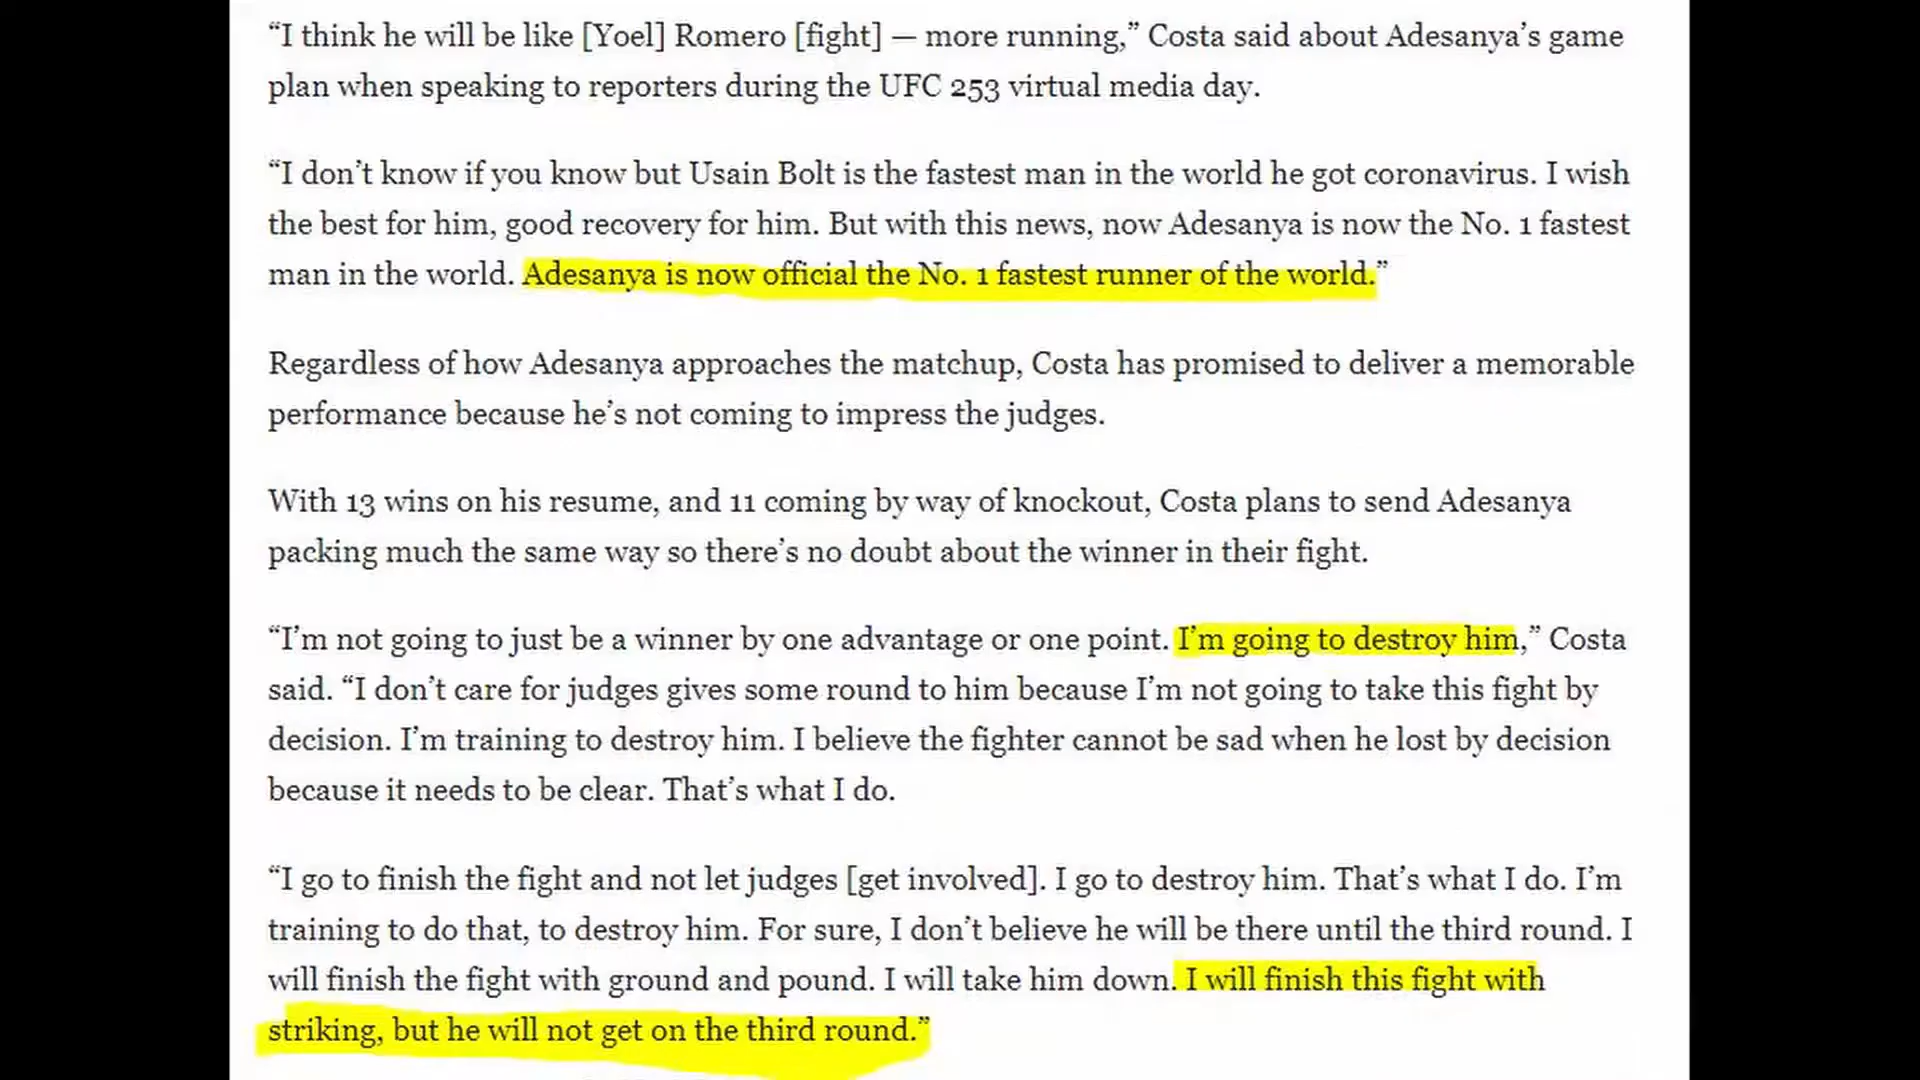 “I think he will be like [Yoel] Romero [fight] — more running,” Costa said about Adesanya’s game
plan when speaking to reporters during the UFC 253 virtual media day.
“I don’t know if you know but Usain Bolt is the fastest man in the world he got coronavirus. I wish
the best for him, good recovery for him. But with this news, now Adesanya is now the No. 1 fastest
man in the world. Adesanya is now official the No. 1 fastest runner of the world.”
Regardless of how Adesanya approaches the matchup, Costa has promised to deliver a memorable
performance because he’s not coming to impress the judges.
With 13 wins on his resume, and 11 coming by way of knockout, Costa plans to send Adesanya
packing much the same way so there’s no doubt about the winner in their fight.
“I’m not going to just be a winner by one advantage or one point. I’m going to destroy him,” Costa
said. “I don’t care for judges gives some round to him because I’m not going to take this fight by
decision. I’m training to destroy him. I believe the fighter cannot be sad when he lost by decision
because it needs to be clear. That’s what I do.
“I go to finish the fight and not let judges [get involved]. I go to destroy him. That’s what I do. I’m
training to do that, to destroy him. For sure, I don’t believe he will be there until the third round. I
will finish the fight with ground and pound. I will take him down. I will finish this fight with
striking, but he will not get on the third round.”